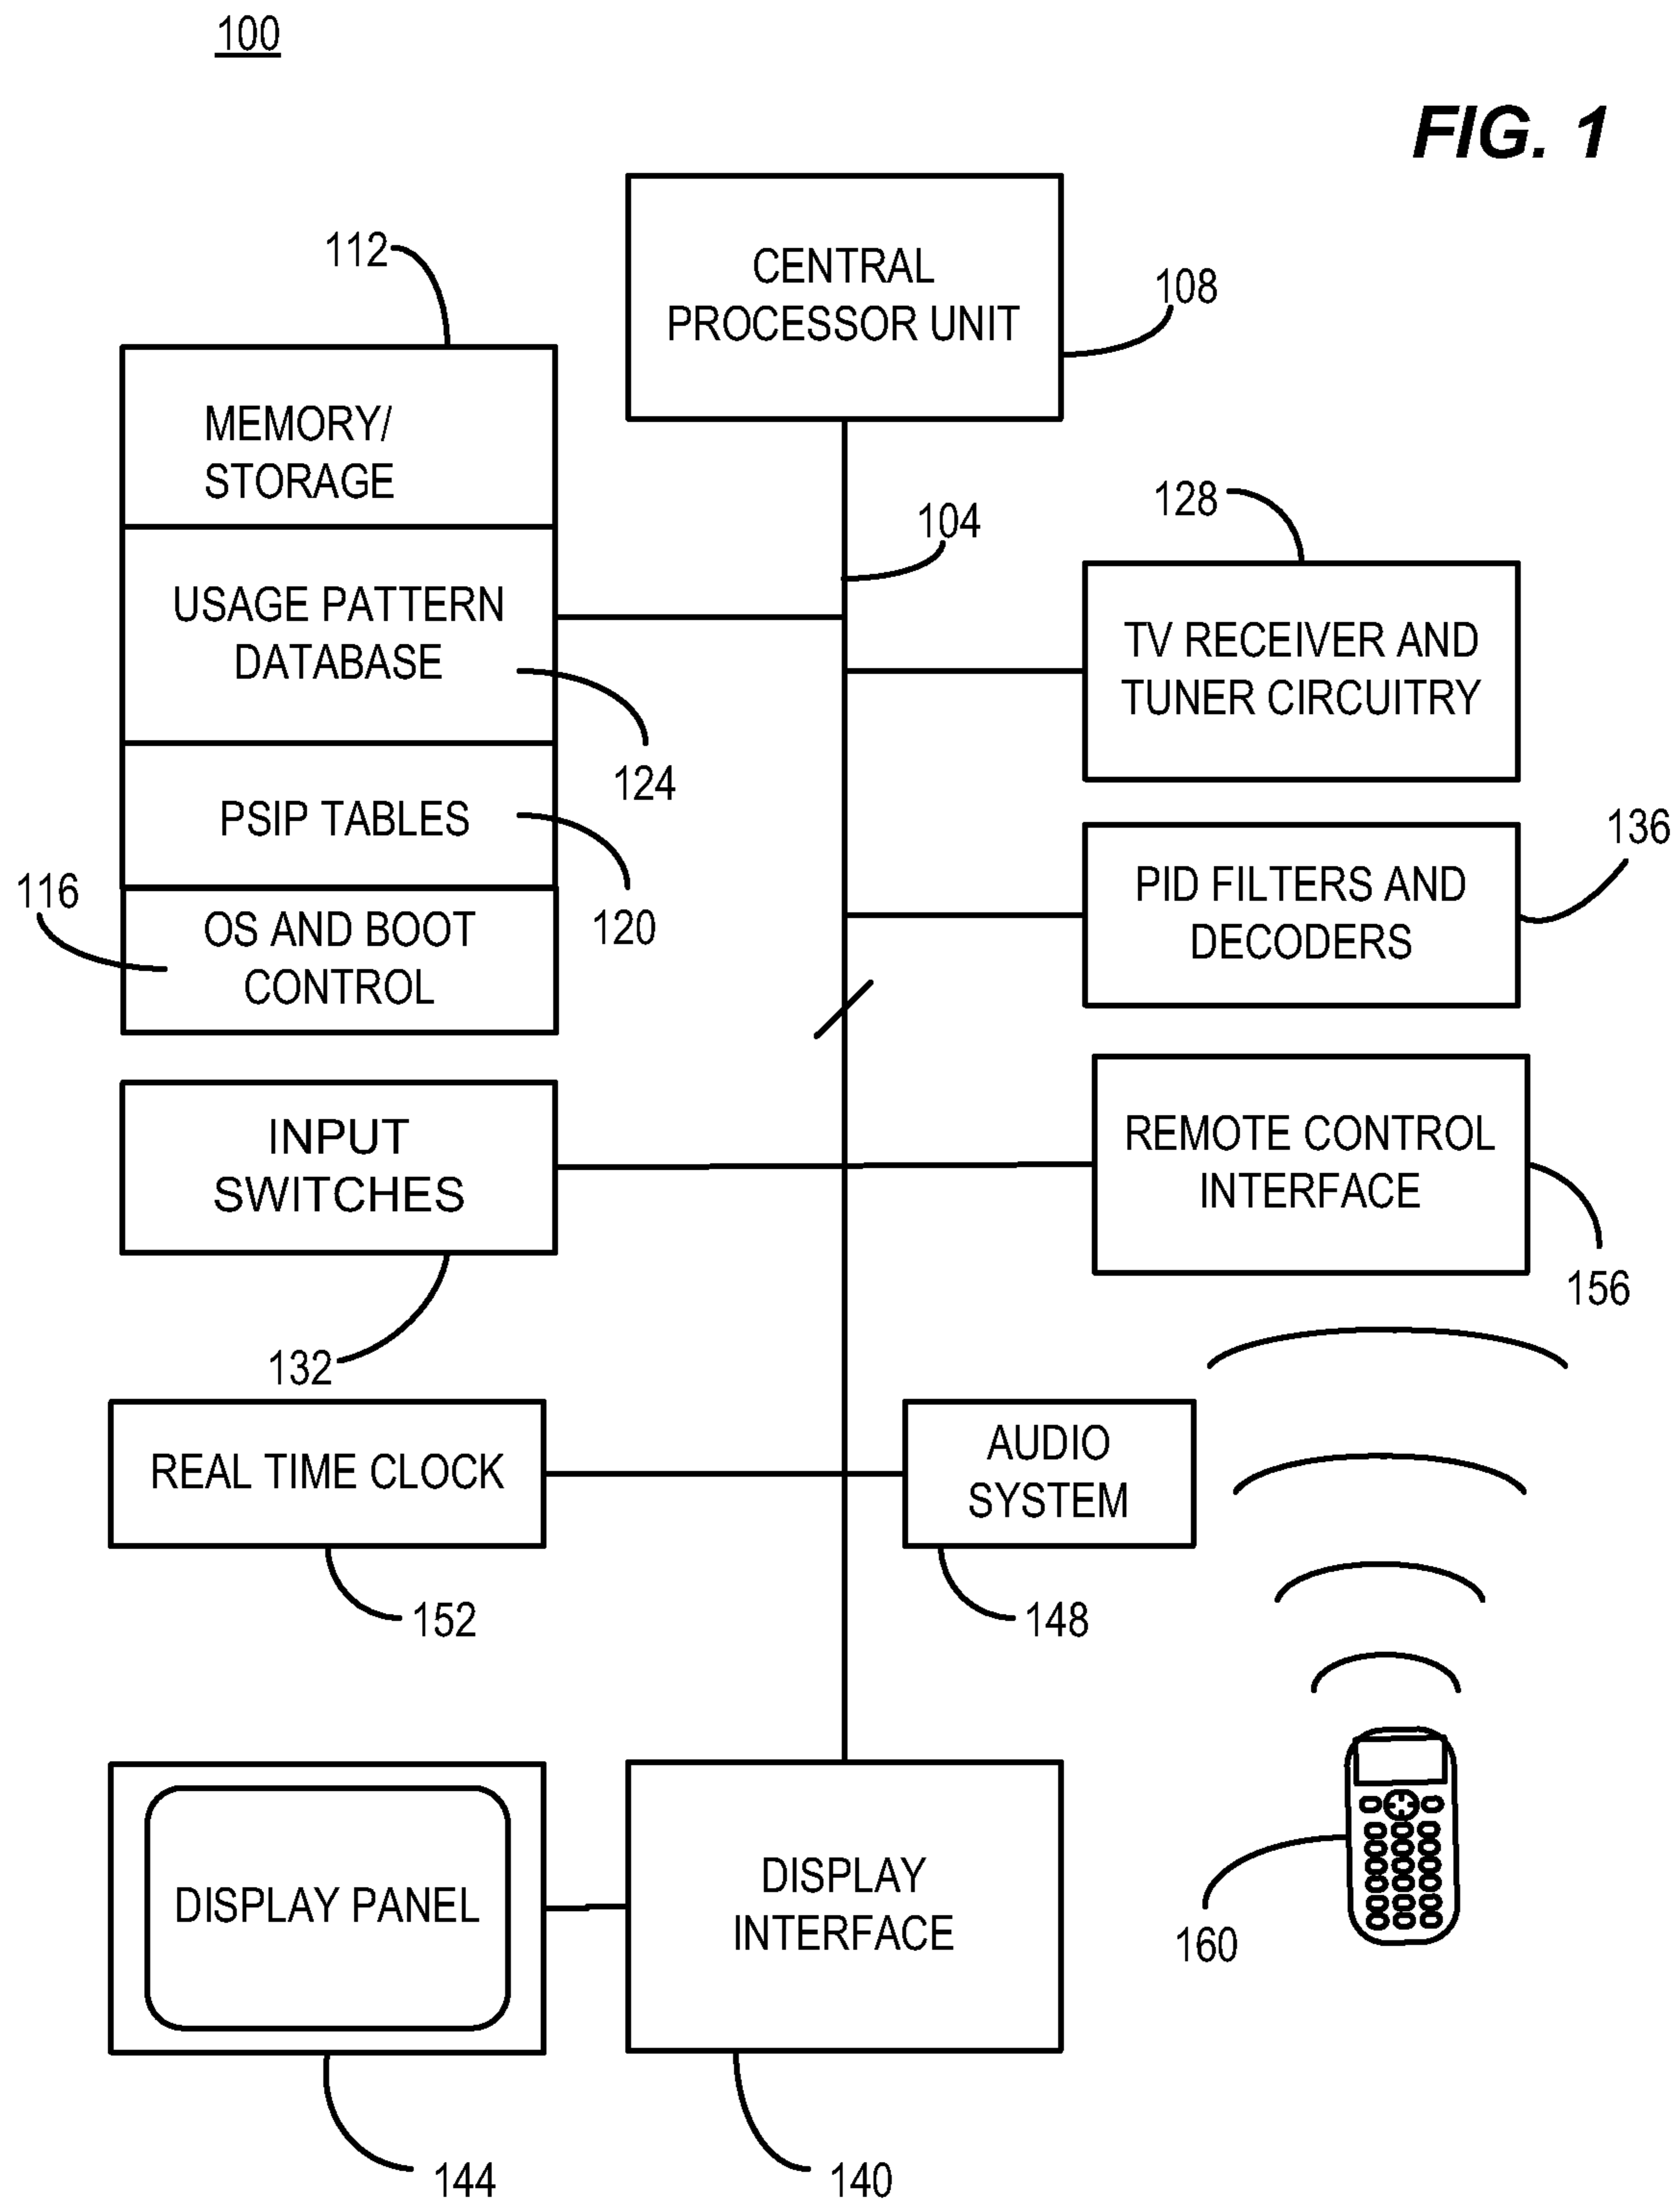 100
FIG. 1
CENTRAL
PROCESSOR UNIT
108
112
MEMORY/
STORAGE
104
128
USAGE PATTERN
DATABASE
124
TV RECEIVER AND
TUNER CIRCUITRY
PSIP TABLES
120
136
PID FILTERS AND
DECODERS
116
OS AND BOOT
CONTROL
INPUT
SWITCHES
132
REMOTE CONTROL
INTERFACE
156
REAL TIME CLOCK
152
AUDIO
SYSTEM
148
DISPLAY PANEL
144
DISPLAY
INTERFACE
140
160